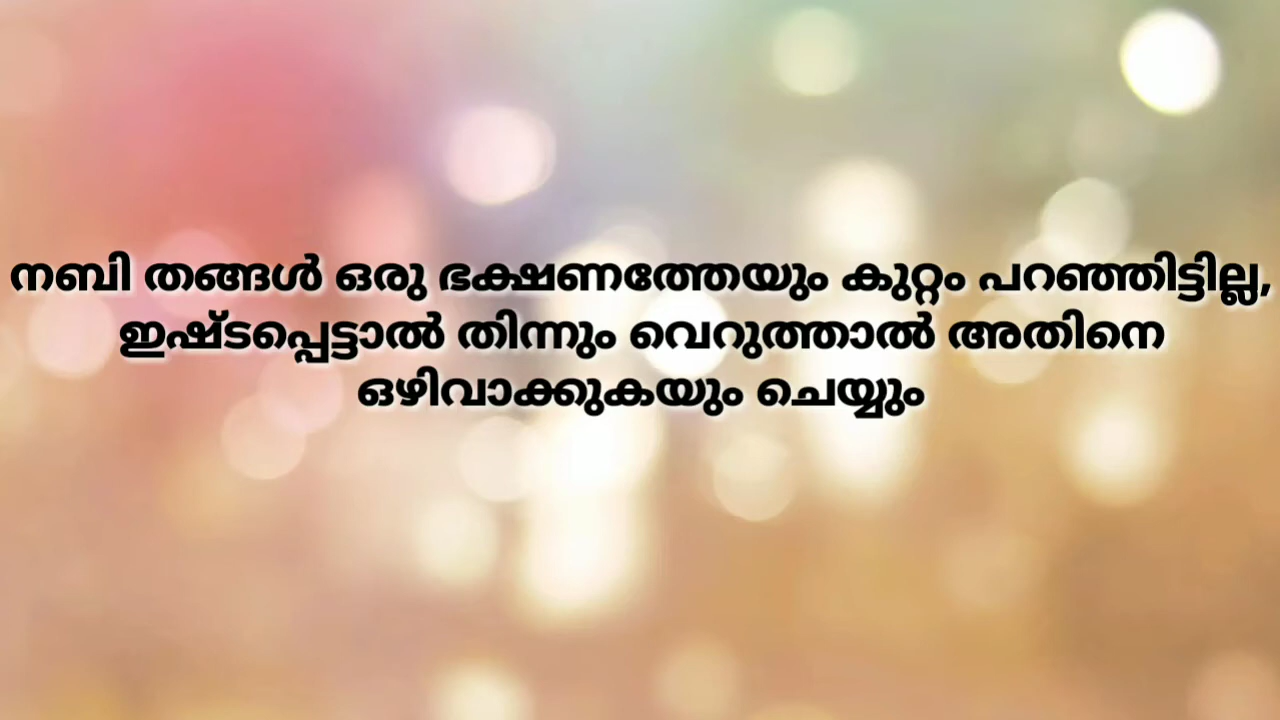 നബി തങ്ങൾ ഒരു ഭക്ഷണത്തേയും കുറ്റം പറഞ്ഞിട്ടില്ല,
ഇഷ്ടപ്പെട്ടാൽ തിന്നും വെറുത്താൽ അതിനെ
ഒഴിവാക്കുകയും ചെയ്യും